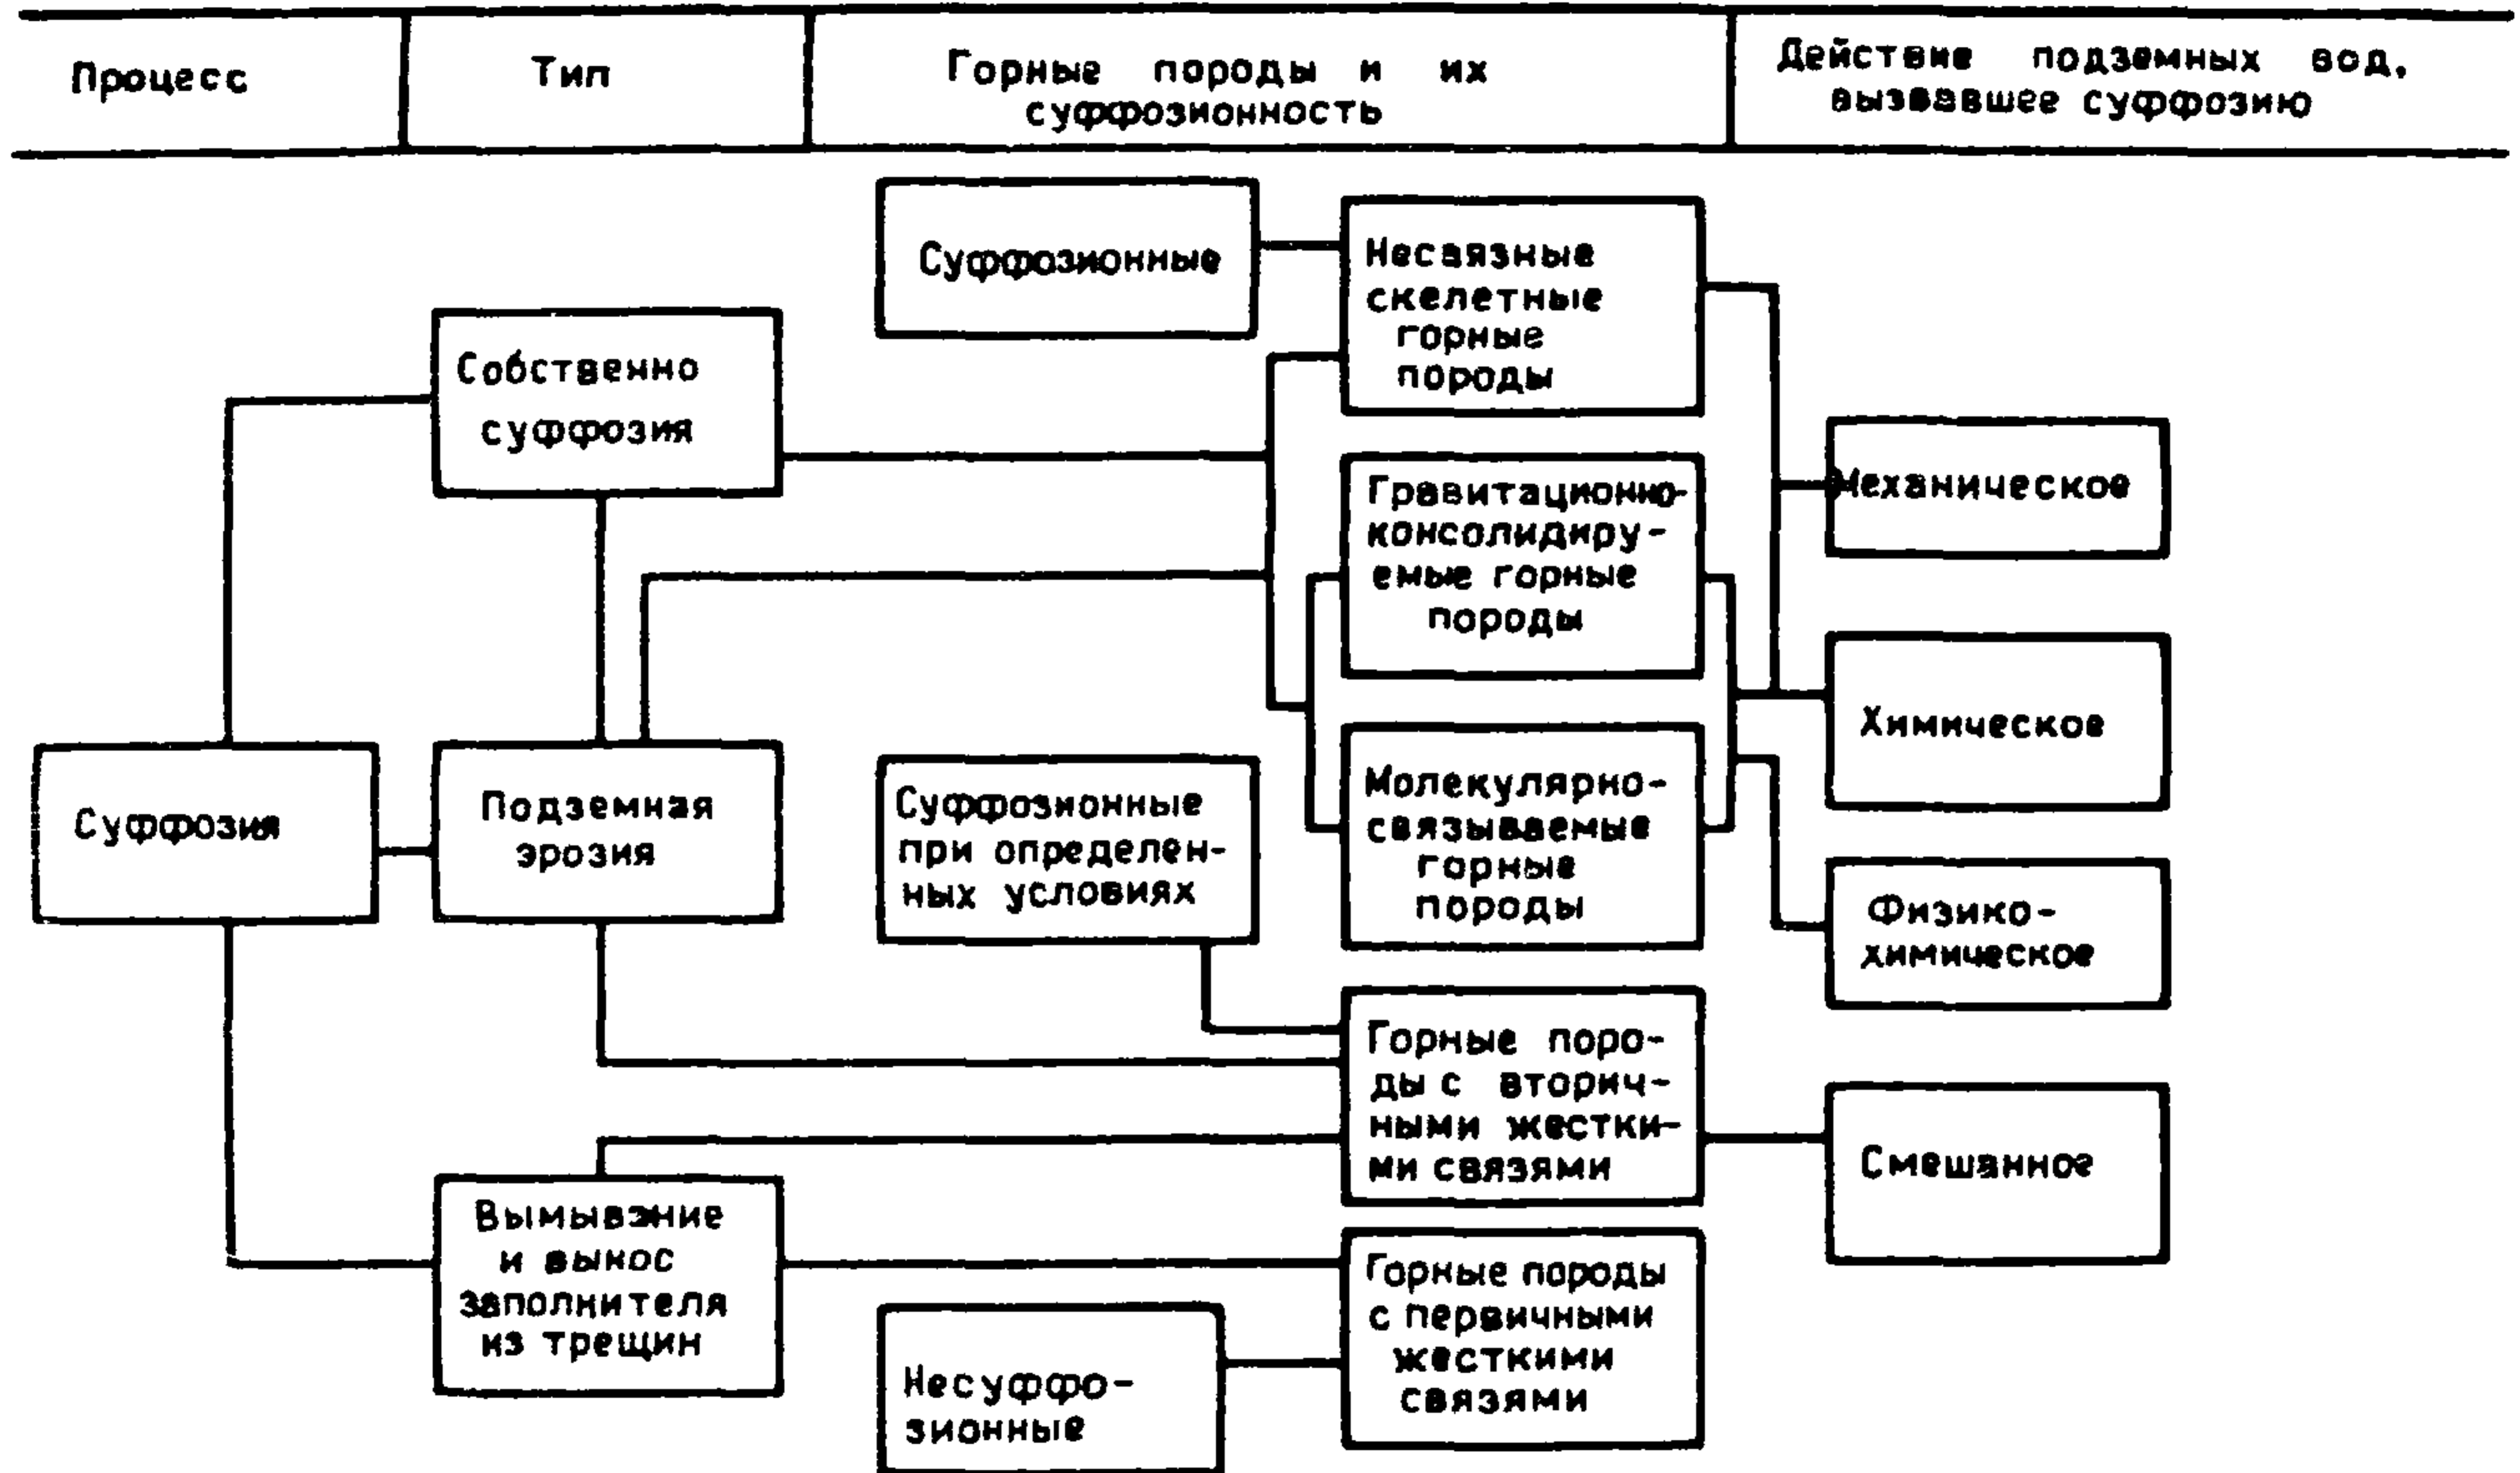 Процесс
Тип
Горные породы и их
суффозионность
Действие подземных вод,
вызвавшее суффозию
Суффозионные
Несвязные
скелетные
горные
породы
Собственно
суффозия
Механическое
Гравитационно-
консолидиру-
емые горные
породы
Химическое
Суффозия
Подземная
эрозия
Суффозионные
при определен-
ных условиях
Молекулярно-
связываемые
горные
породы
Физико-
химическое
Горные поро-
ды с вторич-
ными жестки-
ми связями
Смешанное
Вымывание
и вынос
заполнителя
из трещин
Горные породы
с первичными
жесткими
связями
Несуффо-
зионные